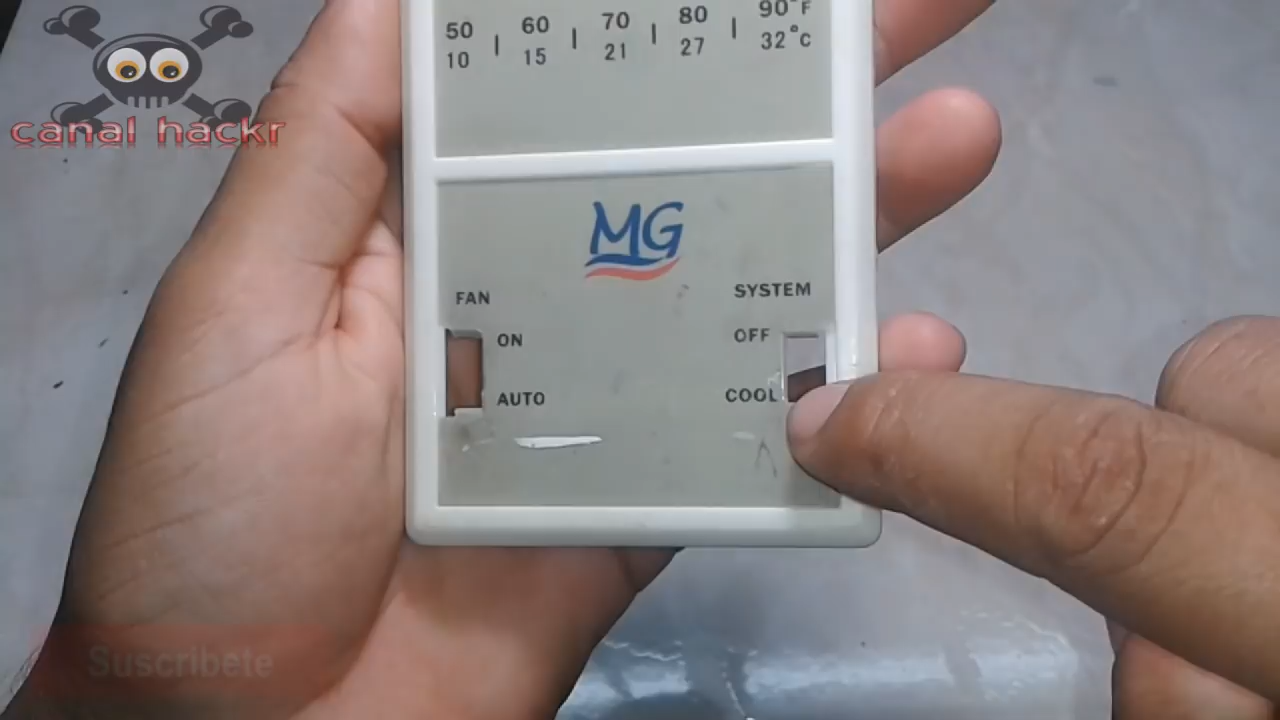 canal hackr
50 | 60 | 70 | 80 | 90°F
10 15 21 27 32°C
MG
FAN
SYSTEM
ON
OFF
AUTO
COOL
Suscribete